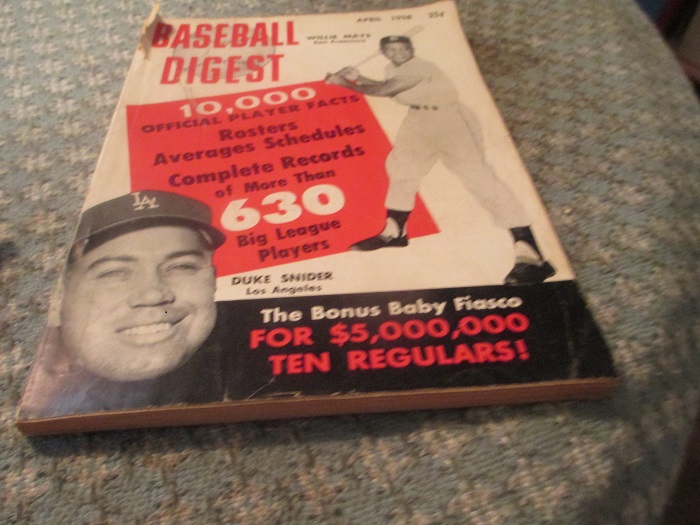 BASEBALL
DIGEST
APRIL 1958 25¢
WILLIE MAYS
San Francisco
10,000
OFFICIAL PLAYER FACTS
Rosters
Averages Schedules
Complete Records
of More Than
630
Big League
Players
LA
DUKE SNIDER
Los Angeles
The Bonus Baby Fiasco
FOR $5,000,000
TEN REGULARS!